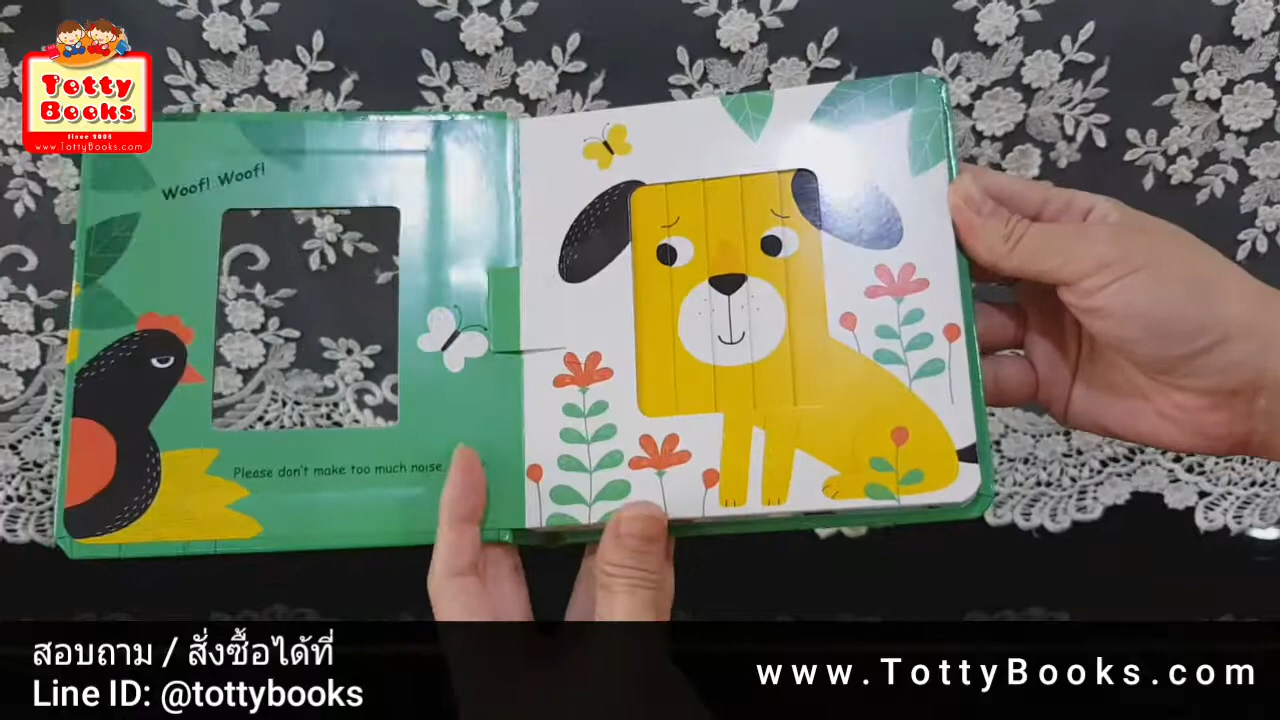 Totty
Books
Since 2008
www.TottyBooks.com
Woof! Woof!
Please don't make too much noise
สอบถาม / สั่งซื้อได้ที่
Line ID: @tottybooks
www.TottyBooks.com